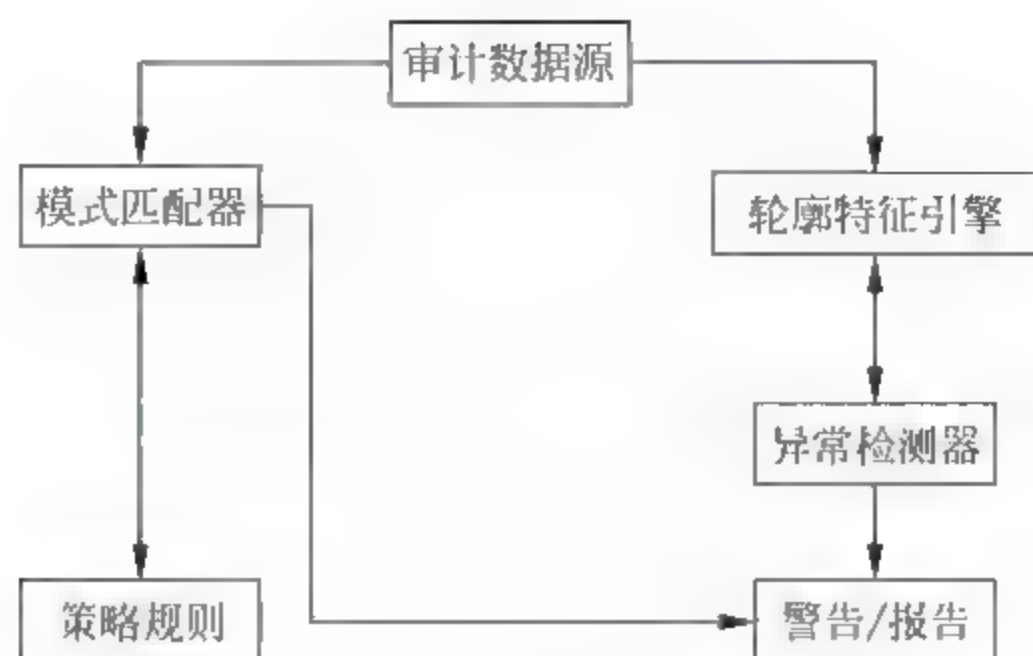 审计数据源
模式匹配器
轮廓特征引擎
异常检测器
策略规则
警告/报告